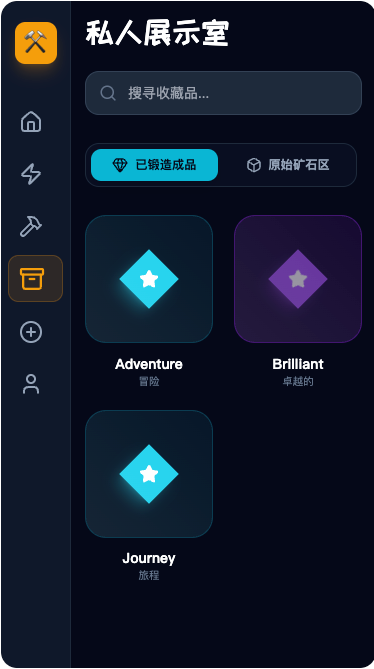 私人展示室
搜寻收藏品...
已锻造成品
原始矿石区
Adventure
冒险
Brilliant
卓越的
Journey
旅程